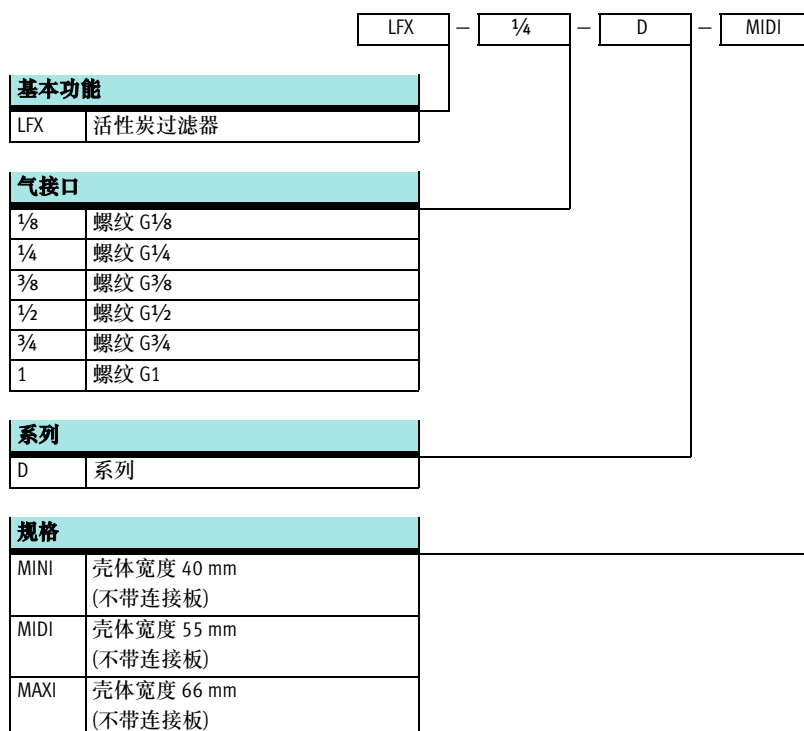 LFX – ¼ – D – MIDI
基本功能
LFX 活性炭过滤器
气接口
⅛ 螺纹 G⅛
¼ 螺纹 G¼
⅜ 螺纹 G⅜
½ 螺纹 G½
¾ 螺纹 G¾
1 螺纹 G1
系列
D 系列
规格
MINI 壳体宽度 40 mm
(不带连接板)
MIDI 壳体宽度 55 mm
(不带连接板)
MAXI 壳体宽度 66 mm
(不带连接板)